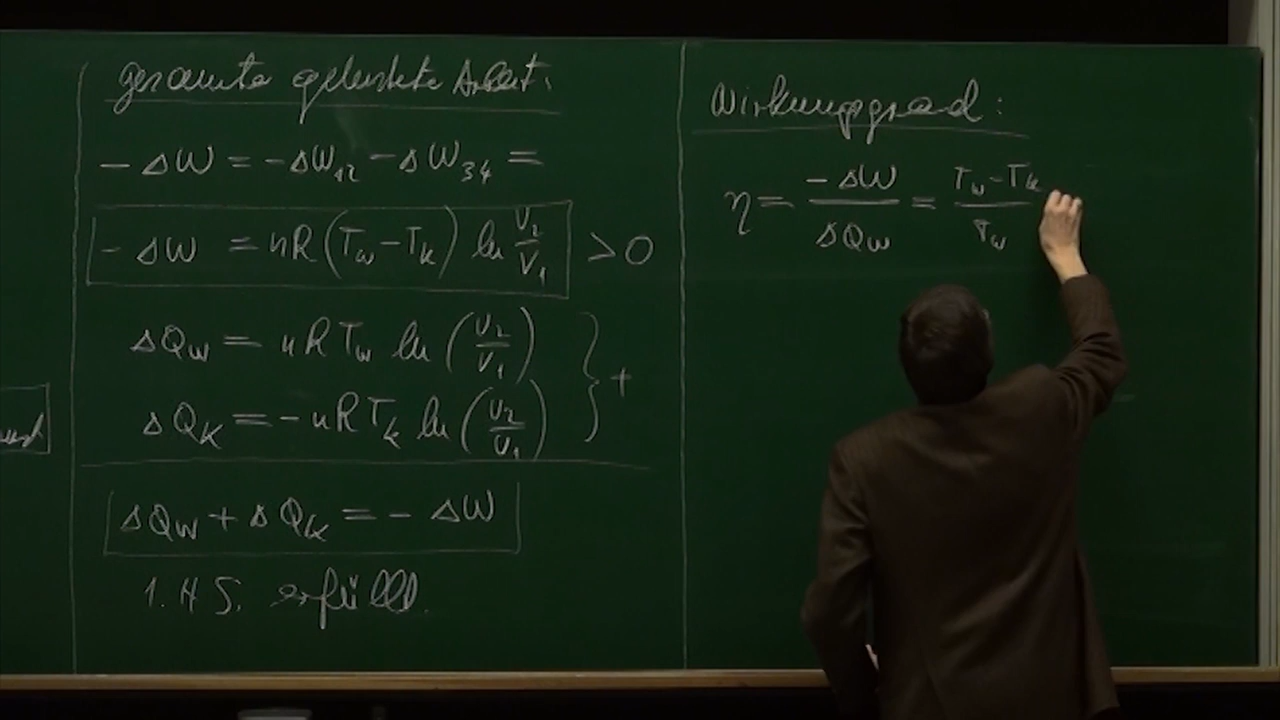 gesamte geleistete Arbeit:
- ΔW = -ΔW₁₂ - ΔW₃₄ =
- ΔW = nR (T_w - T_k) ln V₂/V₁ > 0
ΔQ_w = nR T_w ln (V₂/V₁)
ΔQ_k = - nR T_k ln (V₂/V₁) } +
ΔQ_w + ΔQ_k = - ΔW
1. HS. erfüllt.
Wirkungsgrad:
η = -ΔW/ΔQ_w = T_w - T_k/T_w